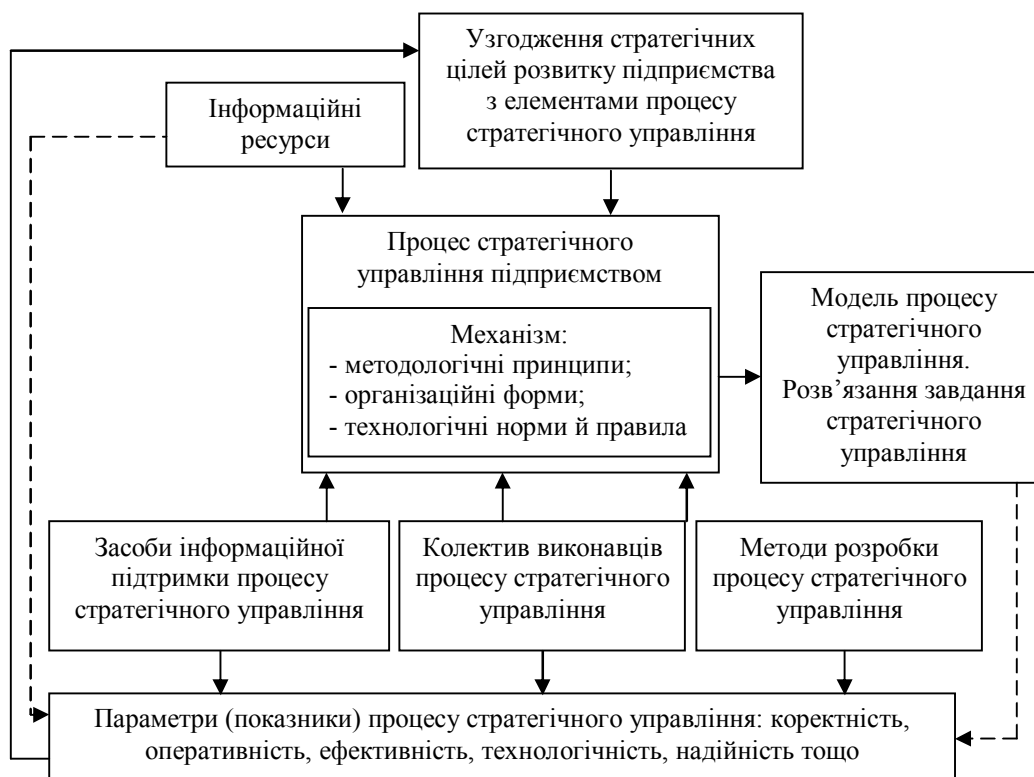 Узгодження стратегічних
цілей розвитку підприємства
з елементами процесу
стратегічного управління
Інформаційні
ресурси
Процес стратегічного
управління підприємством
Механізм:
- методологічні принципи;
- організаційні форми;
- технологічні норми й правила
Модель процесу
стратегічного
управління.
Розв’язання завдання
стратегічного
управління
Засоби інформаційної
підтримки процесу
стратегічного управління
Колектив виконавців
процесу стратегічного
управління
Методи розробки
процесу стратегічного
управління
Параметри (показники) процесу стратегічного управління: коректність,
оперативність, ефективність, технологічність, надійність тощо